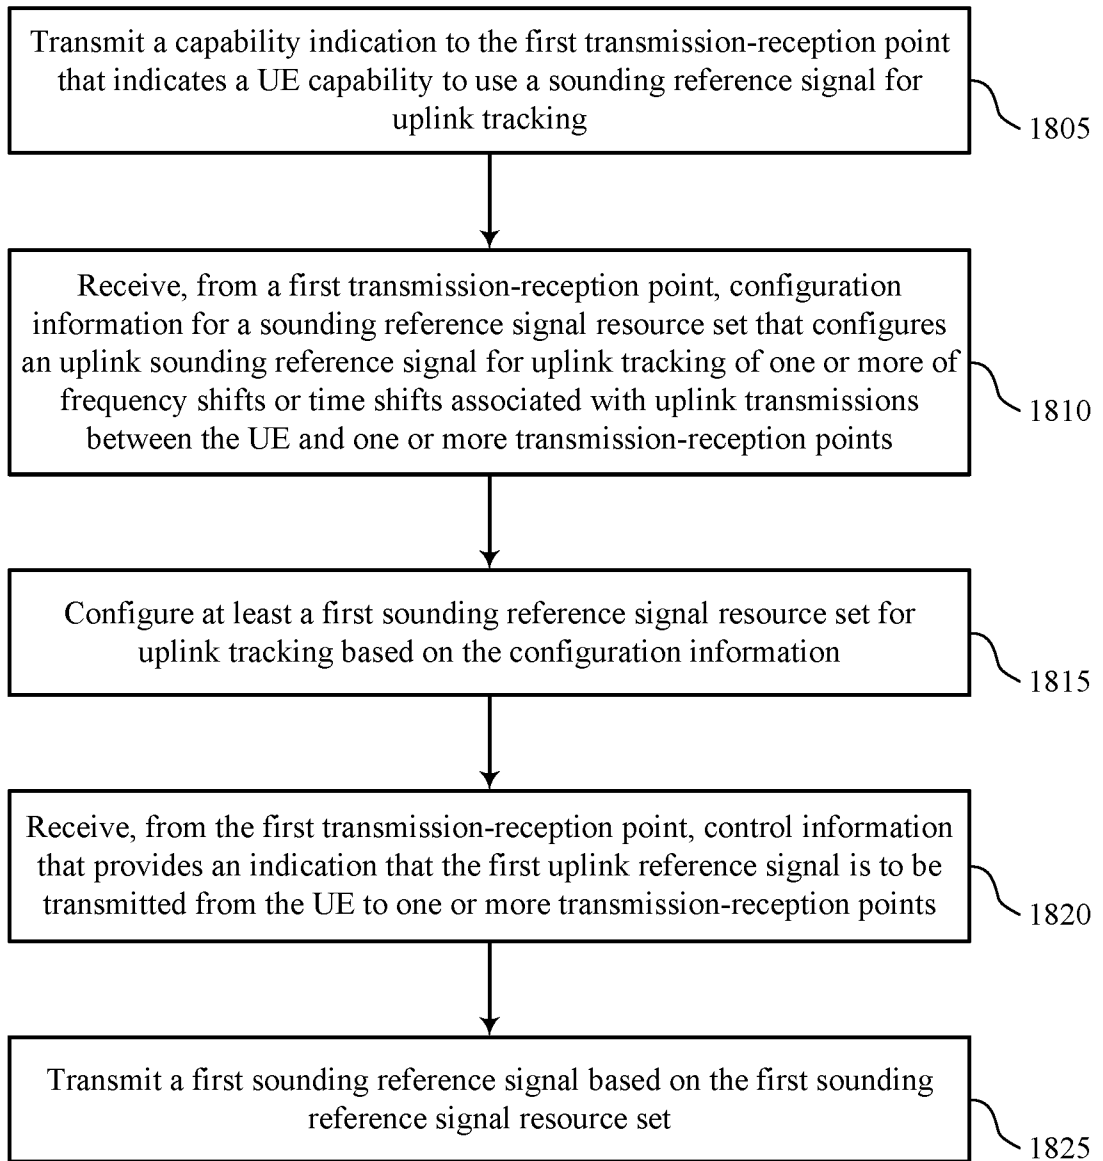 Transmit a capability indication to the first transmission-reception point
that indicates a UE capability to use a sounding reference signal for
uplink tracking
1805
Receive, from a first transmission-reception point, configuration
information for a sounding reference signal resource set that configures
an uplink sounding reference signal for uplink tracking of one or more of
frequency shifts or time shifts associated with uplink transmissions
between the UE and one or more transmission-reception points
1810
Configure at least a first sounding reference signal resource set for
uplink tracking based on the configuration information
1815
Receive, from the first transmission-reception point, control information
that provides an indication that the first uplink reference signal is to be
transmitted from the UE to one or more transmission-reception points
1820
Transmit a first sounding reference signal based on the first sounding
reference signal resource set
1825